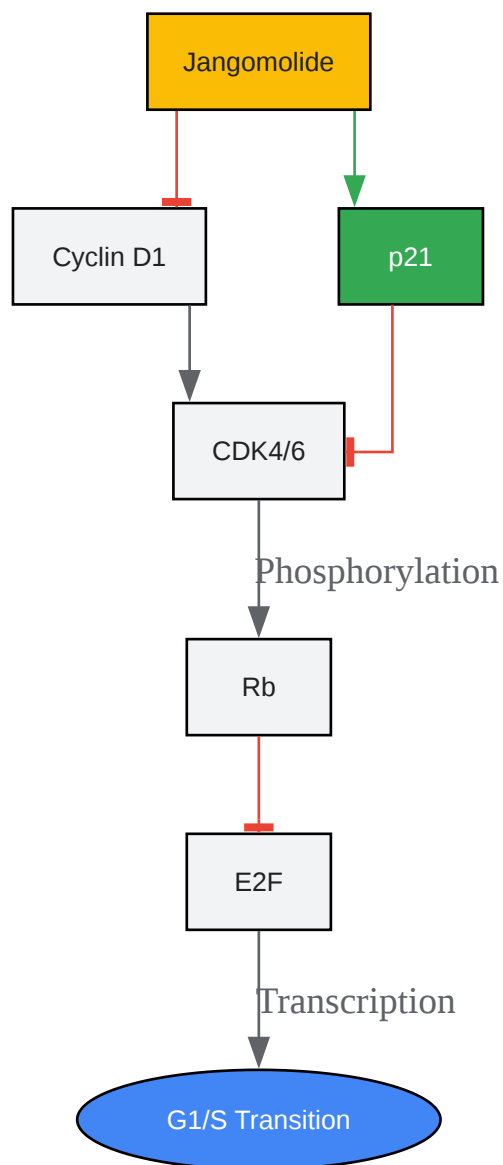 Jangomolide
Cyclin D1
p21
CDK4/6
Phosphorylation
Rb
E2F
Transcription
G1/S Transition